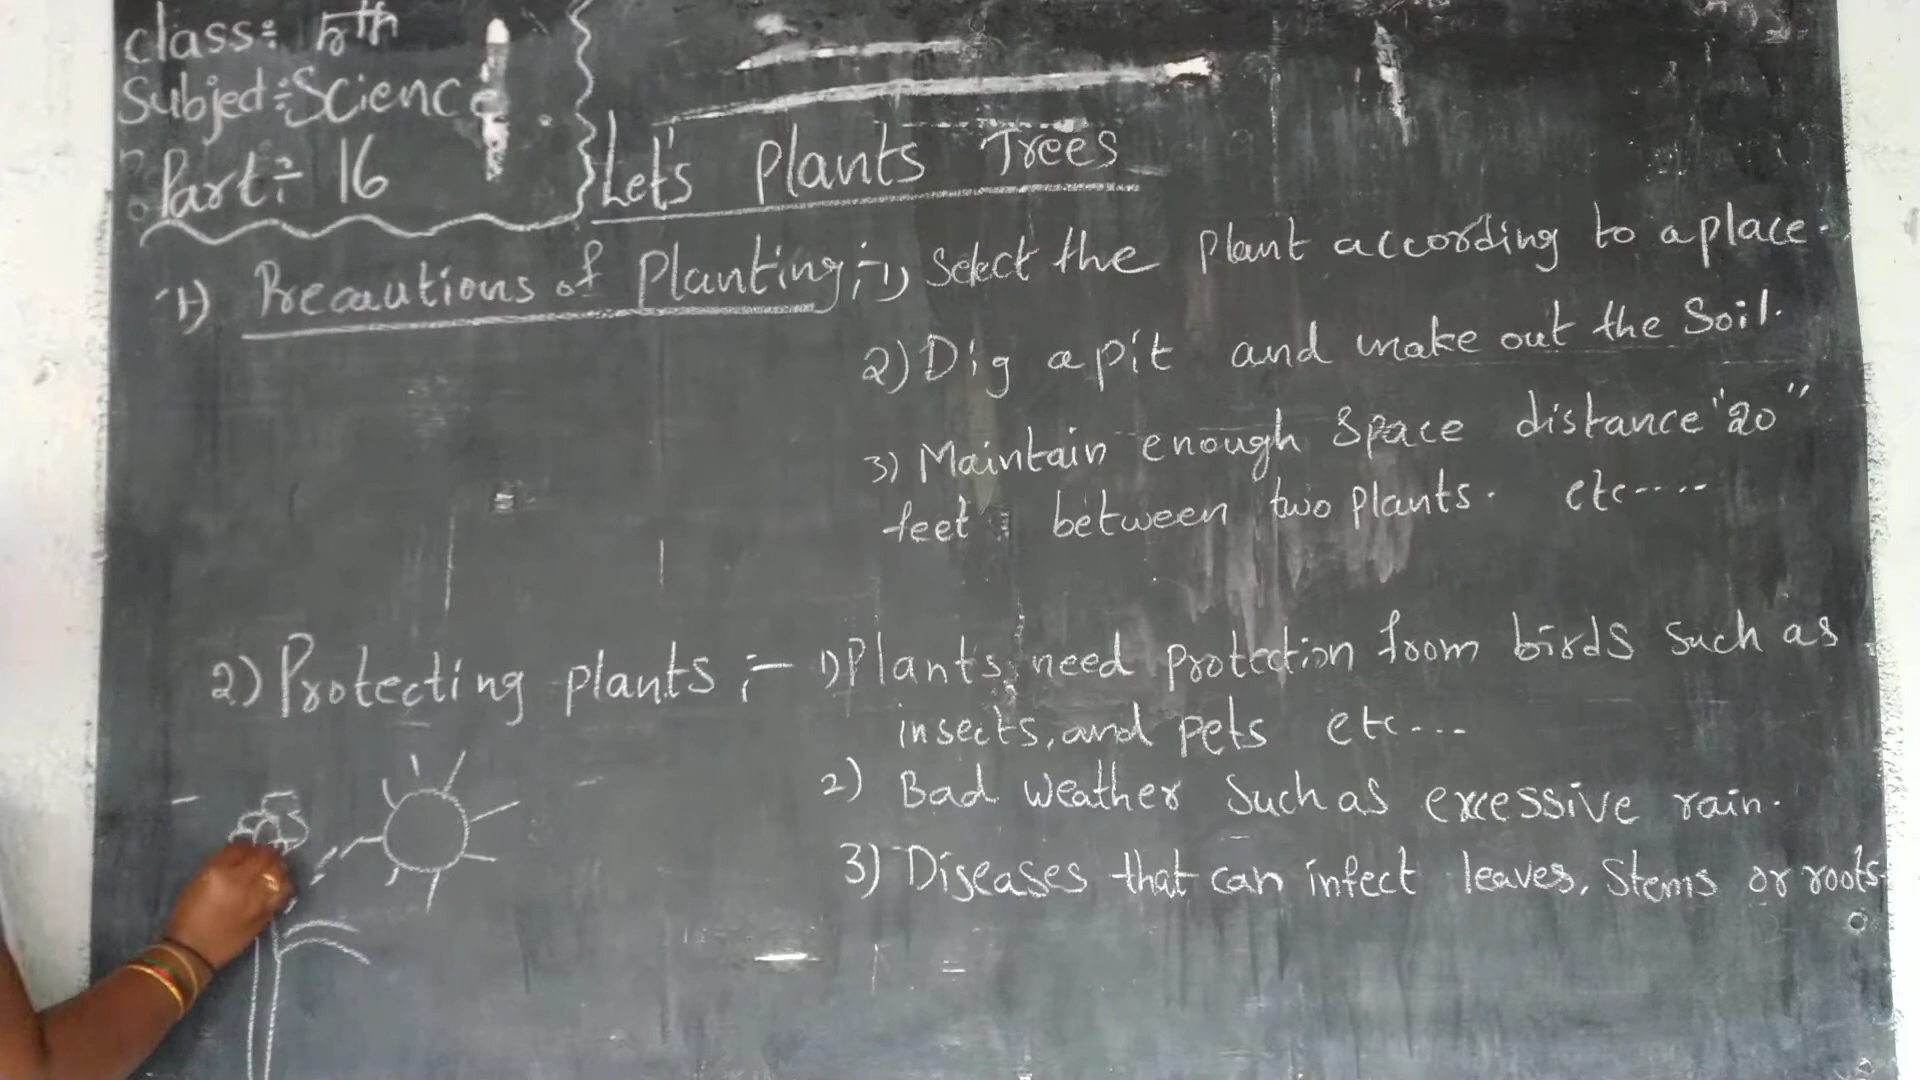 class:- 5th
Subject:- Science
Part:- 16
Let's Plants Trees
1) Precautions of Planting :- 1) Select the Plant according to a place.
2) Dig a pit and make out the Soil.
3) Maintain enough Space distance "20"
feet between two plants. etc.....
2) Protecting plants :- 1) Plants need protection from birds such as
insects, and pets etc...
2) Bad weather Such as excessive rain.
3) Diseases that can infect leaves, Stems or roots.